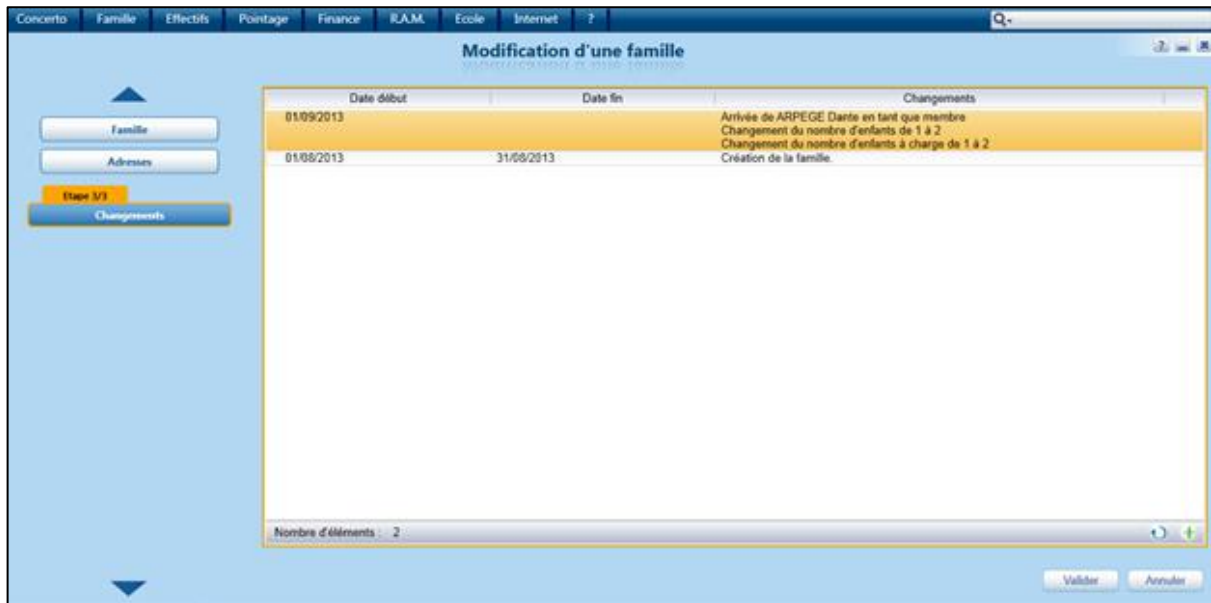 Concerto Famille Effectifs Pointage Finance R.A.M. Ecole Internet ?
Modification d'une famille
?
Famille
Adresses
Etape 3/3
Changements
Date début Date fin Changements
01/09/2013 Arrivée de ARPEGE Dante en tant que membre
Changement du nombre d'enfants de 1 à 2
Changement du nombre d'enfants à charge de 1 à 2
01/08/2013 31/08/2013 Création de la famille.
Nombre d'éléments : 2
Valider Annuler